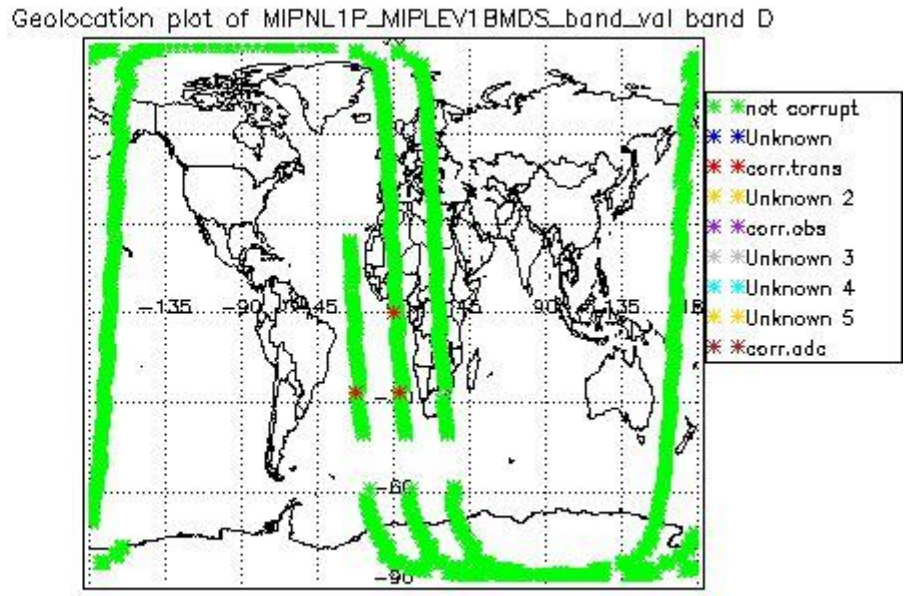 Geolocation plot of MIPNL1P_MIPLEV1BMDS_band_val band D
not corrupt
Unknown
corr.trans
Unknown 2
corr.obs
Unknown 3
Unknown 4
Unknown 5
corr.adc
-135 -90 45 45 90 135
-60
-90